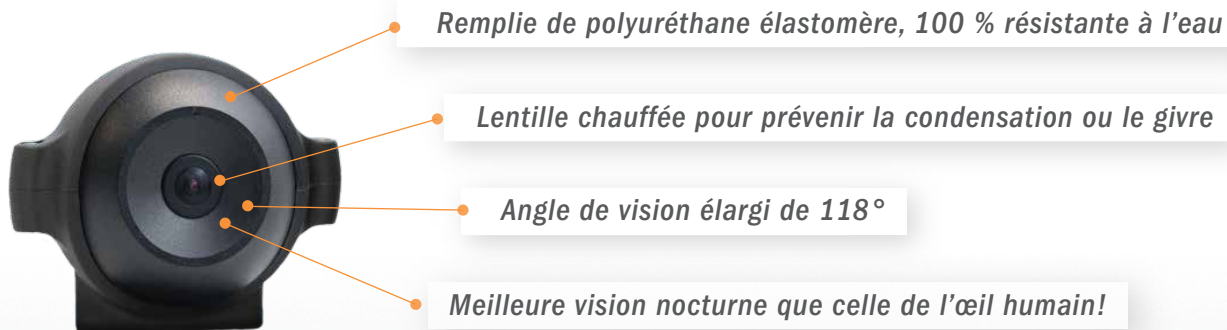 Remplie de polyuréthane élastomère, 100 % résistante à l’eau
Lentille chauffée pour prévenir la condensation ou le givre
Angle de vision élargi de 118°
Meilleure vision nocturne que celle de l’œil humain!